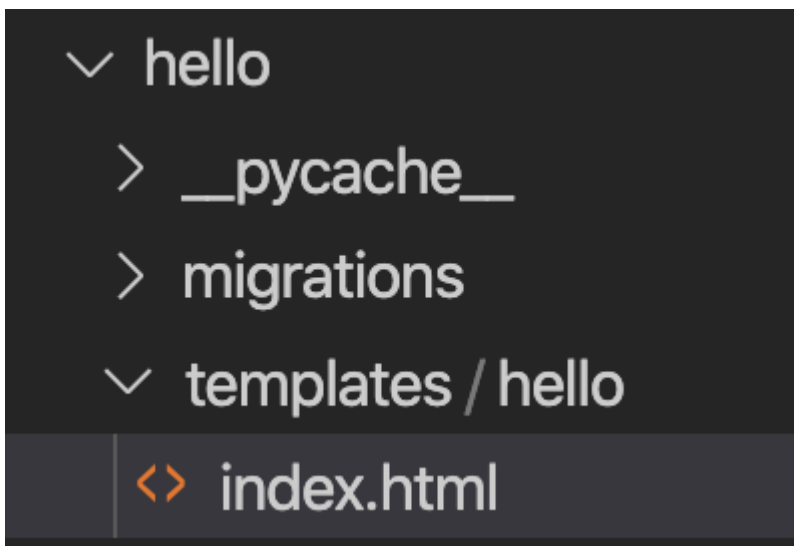 hello
__pycache__
migrations
templates / hello
index.html